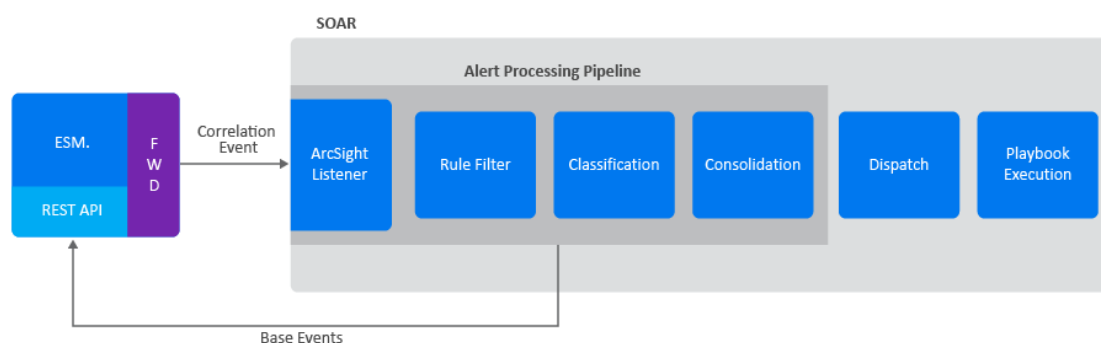 SOAR
Alert Processing Pipeline
ESM.
REST API
F
W
D
Correlation
Event
ArcSight
Listener
Rule Filter
Classification
Consolidation
Dispatch
Playbook
Execution
Base Events